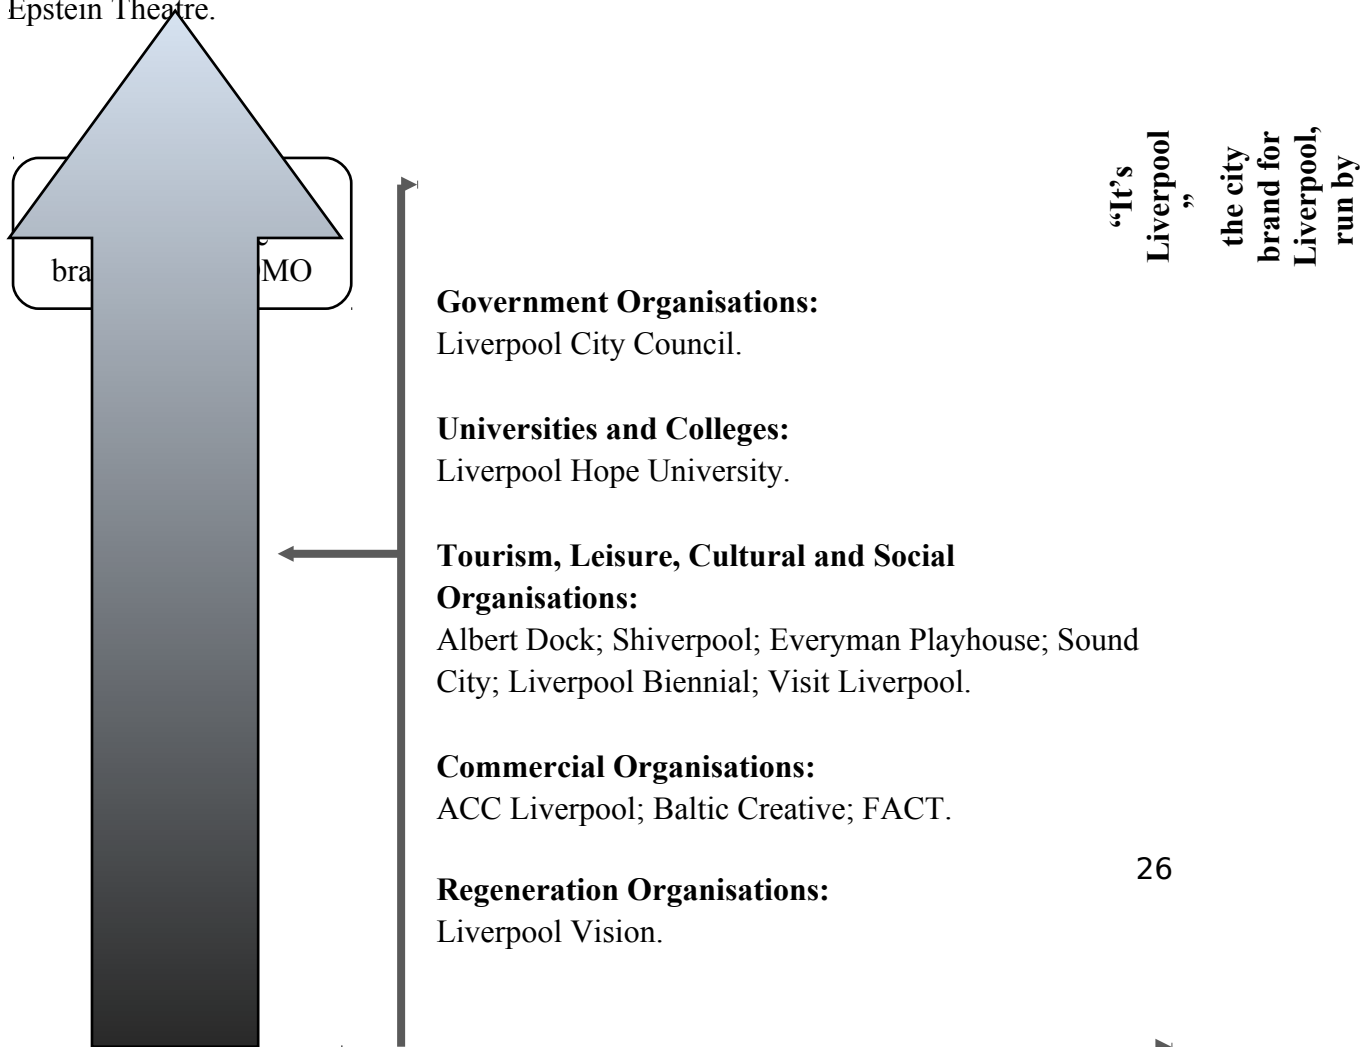 Epstein Theatre.
bra MO
Government Organisations:
Liverpool City Council.
Universities and Colleges:
Liverpool Hope University.
Tourism, Leisure, Cultural and Social
Organisations:
Albert Dock; Shiverpool; Everyman Playhouse; Sound
City; Liverpool Biennial; Visit Liverpool.
Commercial Organisations:
ACC Liverpool; Baltic Creative; FACT.
Regeneration Organisations:
Liverpool Vision.
“It’s
Liverpool
”
the city
brand for
Liverpool,
run by
26